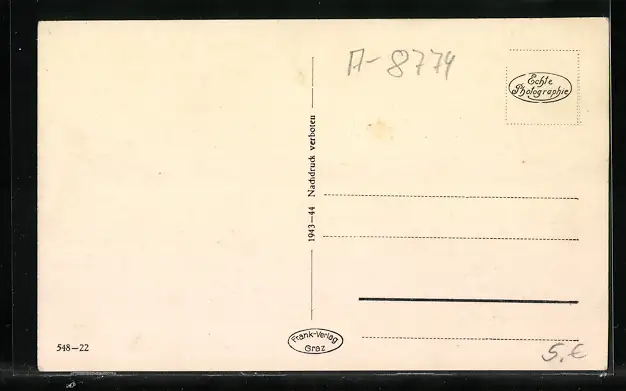 A-8774
Echte
Photographie
1943-44 Nachdruck verboten
Frank-Verlag
Graz
548-22
5.€